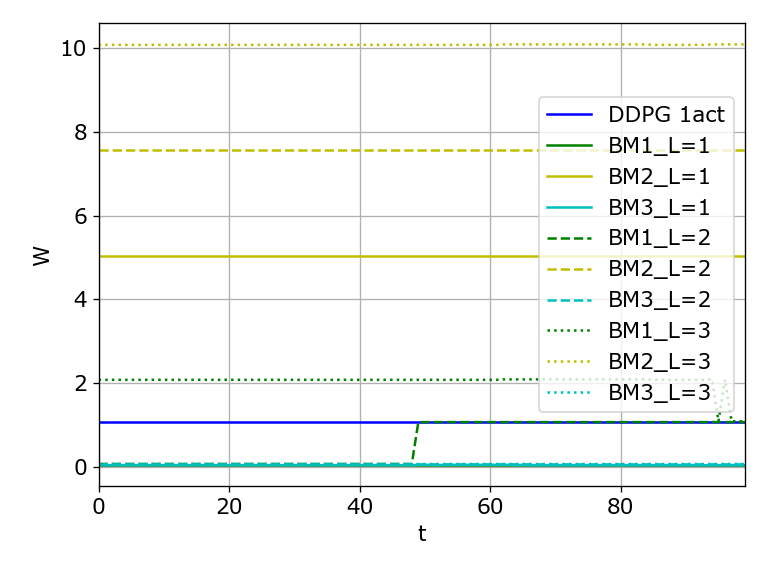 10
8
6
4
2
0
W
0
20
40
60
80
t
DDPG 1act
BM1_L=1
BM2_L=1
BM3_L=1
BM1_L=2
BM2_L=2
BM3_L=2
BM1_L=3
BM2_L=3
BM3_L=3